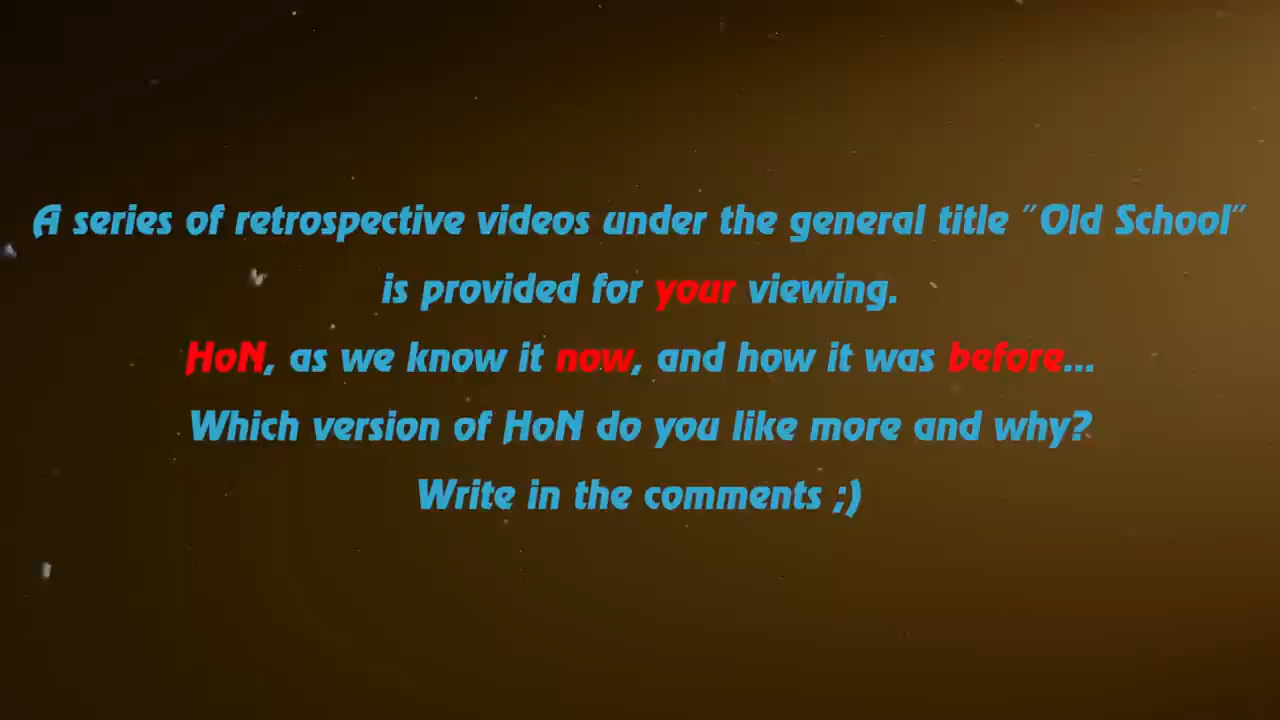 A series of retrospective videos under the general title "Old School"
is provided for your viewing.
HoN, as we know it now, and how it was before...
Which version of HoN do you like more and why?
Write in the comments ;)